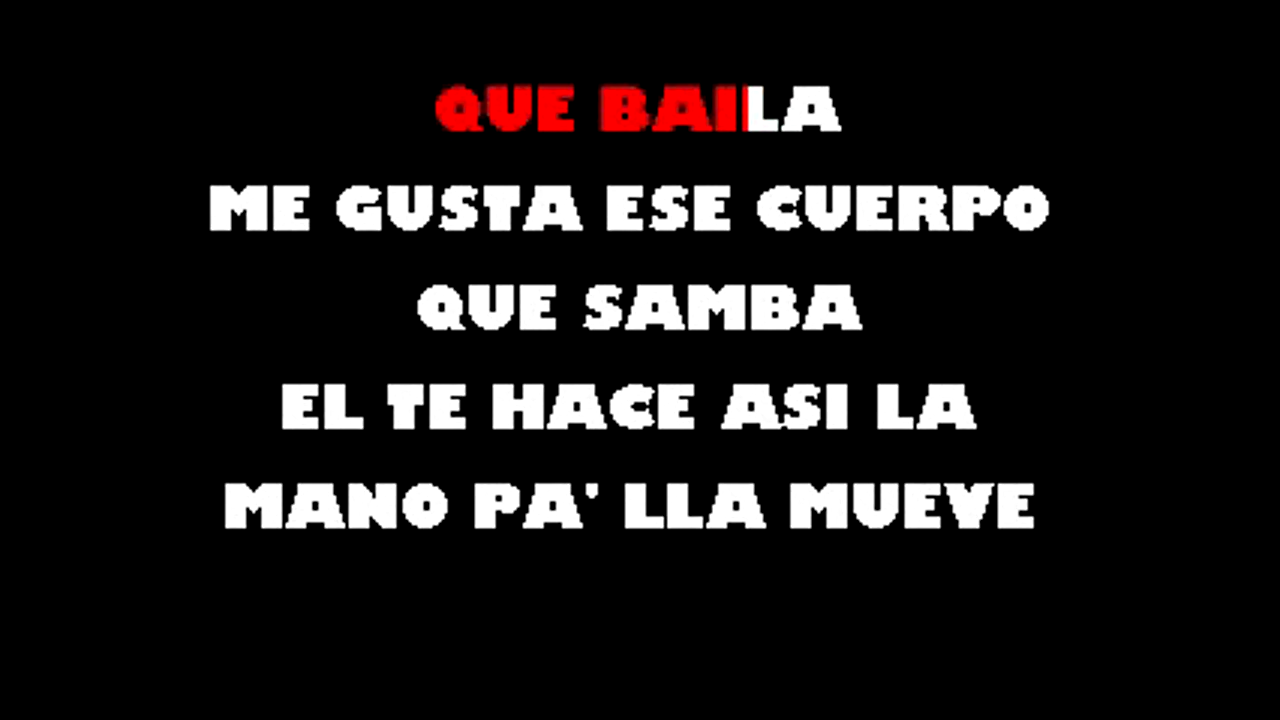 QUE BAILA
ME GUSTA ESE CUERPO
QUE SAMBA
EL TE HACE ASI LA
MANO PA' LLA MUEVE